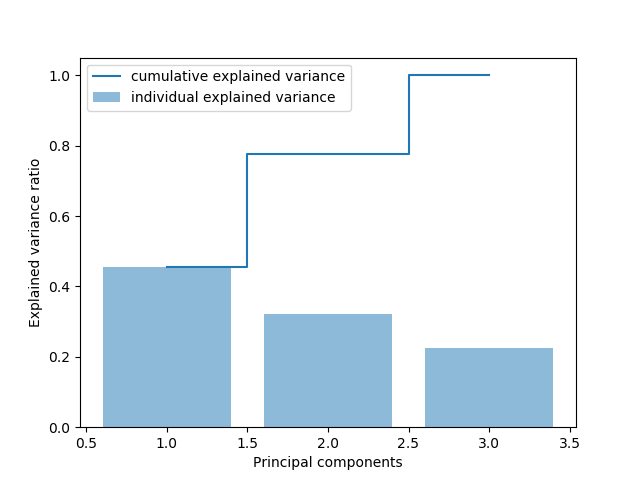 cumulative explained variance
individual explained variance
1.0
0.8
0.6
0.4
0.2
0.0
Explained variance ratio
0.5 1.0 1.5 2.0 2.5 3.0 3.5
Principal components